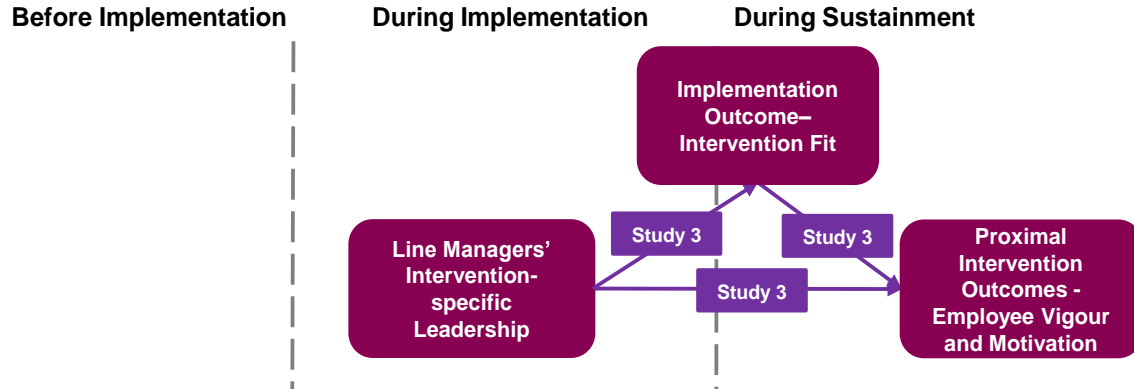 Before Implementation
During Implementation
During Sustainment
Implementation
Outcome–
Intervention Fit
Study 3
Study 3
Line Managers’
Intervention-
specific
Leadership
Study 3
Proximal
Intervention
Outcomes -
Employee Vigour
and Motivation